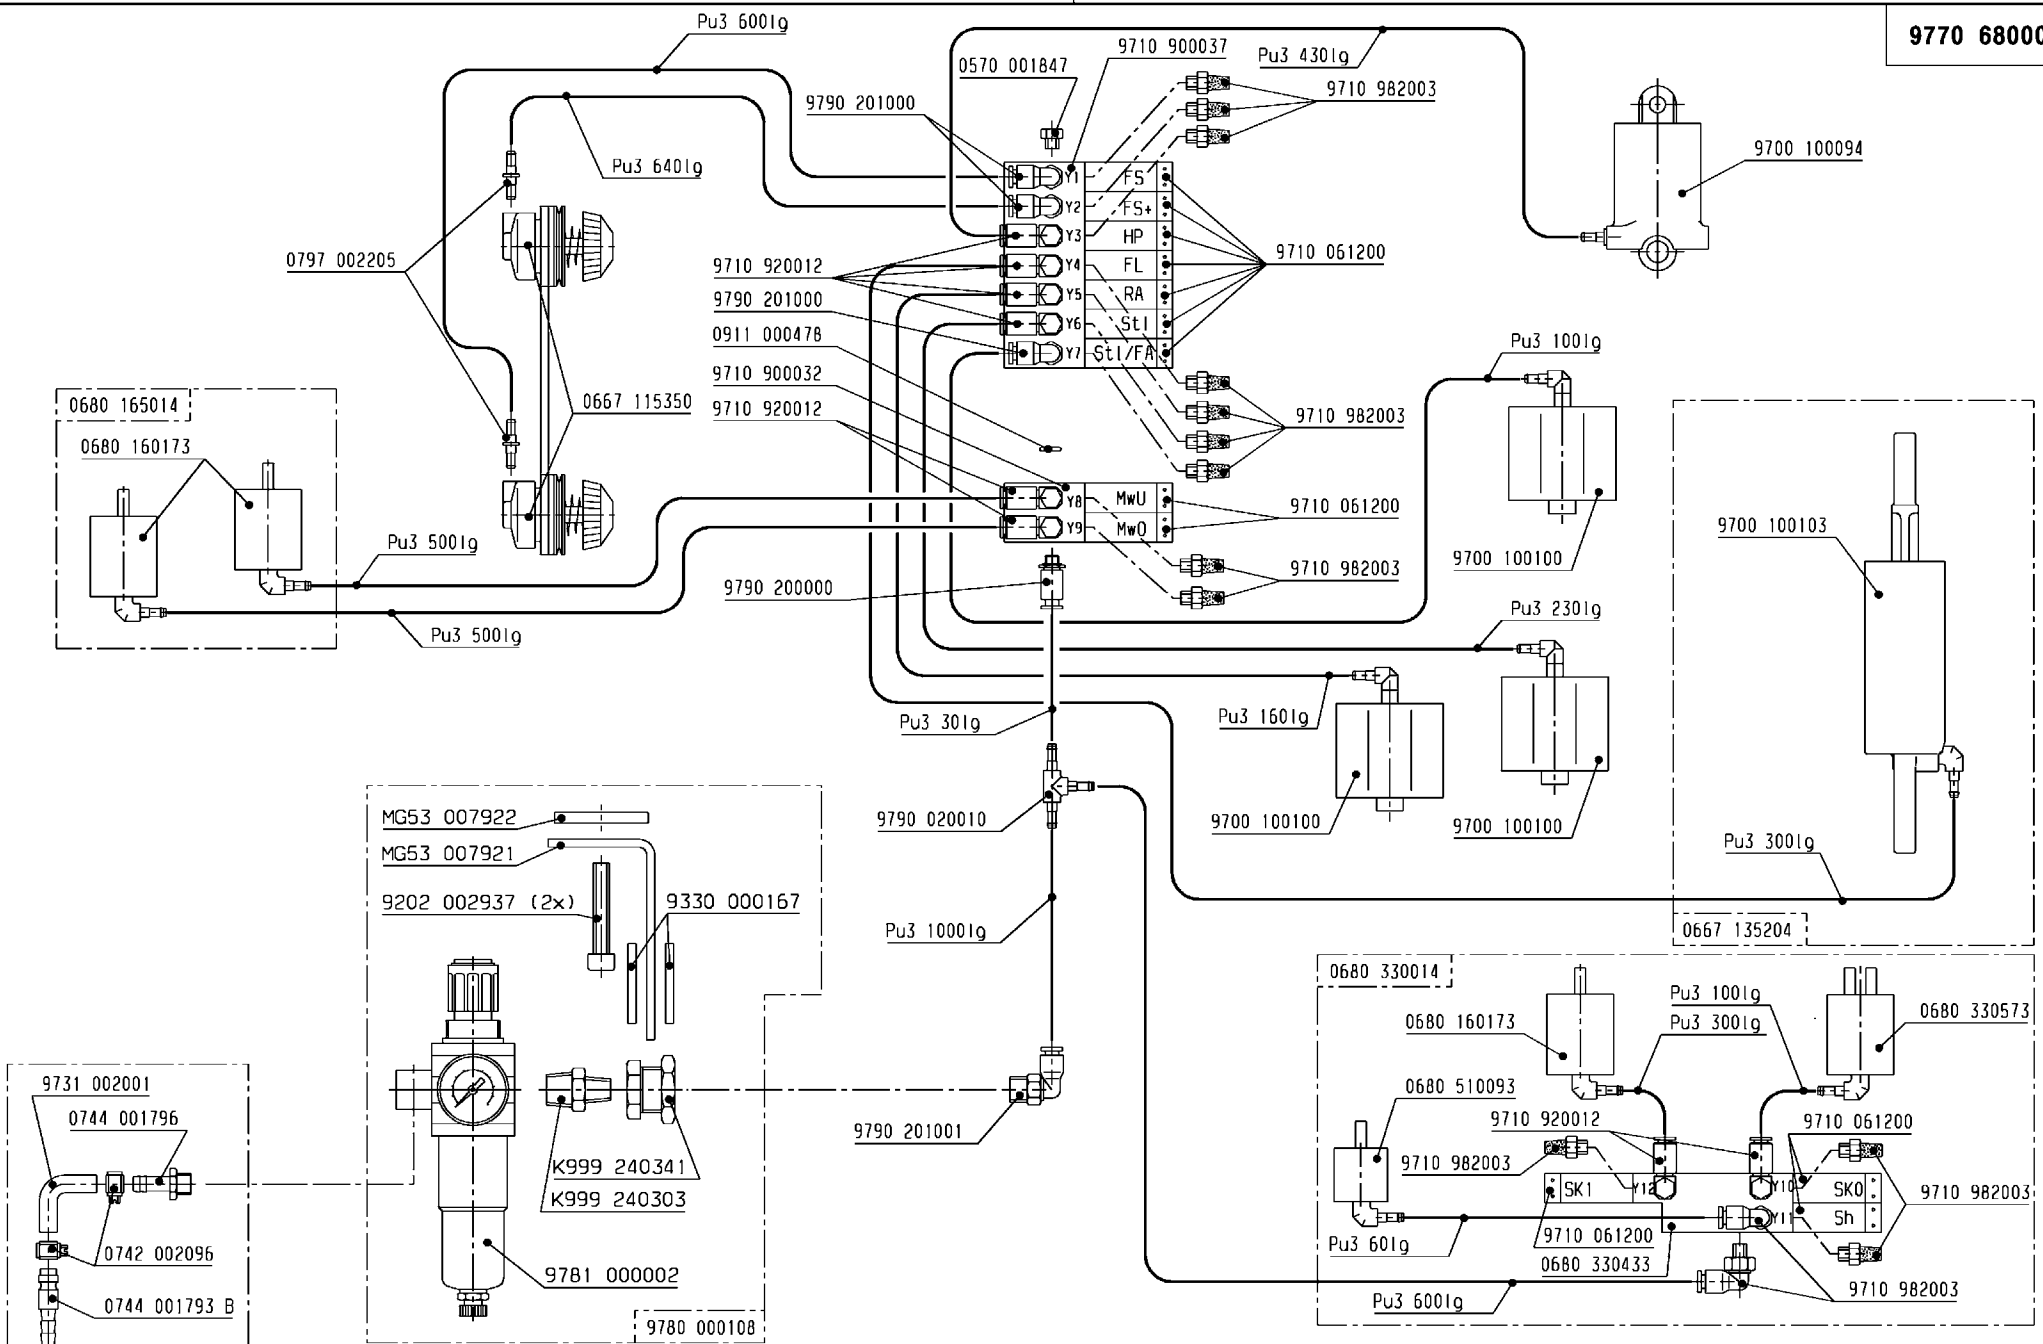 9770 68000
Pu3 600lg
0570 001847
9710 900037
Pu3 430lg
9790 201000
9710 982003
Pu3 640lg
9700 100094
Y1 FS
Y2 FS+
Y3 HP
Y4 FL
Y5 RA
Y6 Stl
Y7 Stl/FA
0797 002205
9710 920012
9710 061200
9790 201000
0911 000478
9710 900032
9710 920012
0667 115350
0680 165014
0680 160173
9710 982003
Pu3 100lg
Y8 MwU
Y9 MwO
9710 061200
9700 100103
Pu3 500lg
9700 100100
9790 200000
9710 982003
Pu3 500lg
Pu3 230lg
Pu3 30lg
Pu3 160lg
9790 020010
9700 100100
9700 100100
Pu3 300lg
MG53 007922
MG53 007921
9202 002937 (2x)
9330 000167
Pu3 1000lg
0667 135204
0680 330014
0680 160173
Pu3 100lg
Pu3 300lg
0680 330573
9731 002001
0744 001796
0680 510093
9790 201001
9710 920012
9710 061200
9710 982003
K999 240341
K999 240303
SK1 Y12
Y10 SKO
Y11 Sh
9710 982003
0742 002096
Pu3 60lg
9710 061200
0680 330433
9781 000002
0744 001793 B
9710 982003
Pu3 600lg
9780 000108